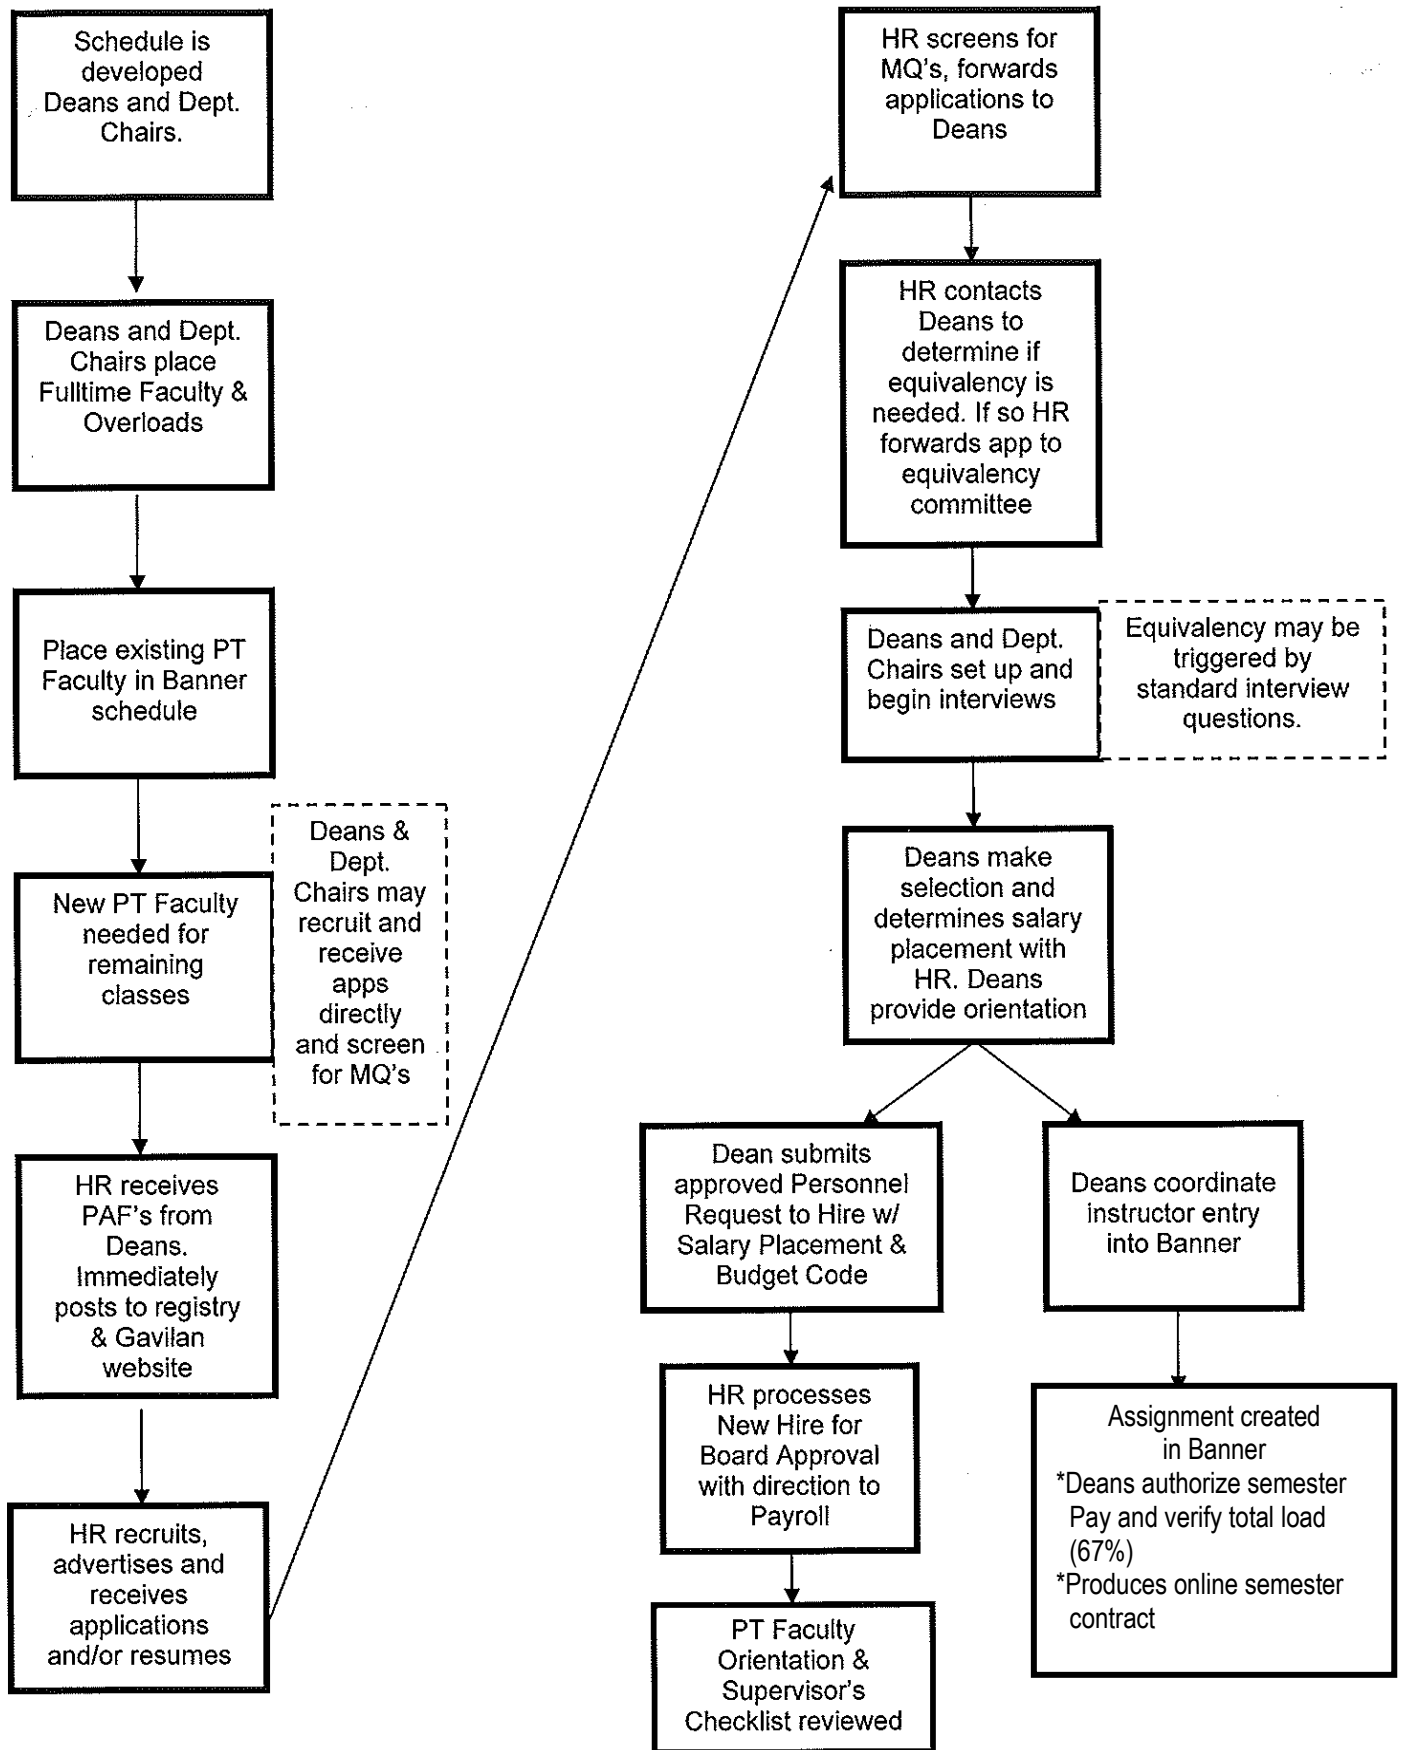 Schedule is
developed
Deans and Dept.
Chairs.
Deans and Dept.
Chairs place
Fulltime Faculty &
Overloads
Place existing PT
Faculty in Banner
schedule
New PT Faculty
needed for
remaining
classes
Deans &
Dept.
Chairs may
recruit and
receive
apps
directly
and screen
for MQ's
HR receives
PAF's from
Deans.
Immediately
posts to registry
& Gavilan
website
HR recruits,
advertises and
receives
applications
and/or resumes
HR screens for
MQ's, forwards
applications to
Deans
HR contacts
Deans to
determine if
equivalency is
needed. If so HR
forwards app to
equivalency
committee
Deans and Dept.
Chairs set up and
begin interviews
Equivalency may be
triggered by
standard interview
questions.
Deans make
selection and
determines salary
placement with
HR. Deans
provide orientation
Dean submits
approved Personnel
Request to Hire w/
Salary Placement &
Budget Code
Deans coordinate
instructor entry
into Banner
HR processes
New Hire for
Board Approval
with direction to
Payroll
Assignment created
in Banner
*Deans authorize semester
Pay and verify total load
(67%)
*Produces online semester
contract
PT Faculty
Orientation &
Supervisor's
Checklist reviewed